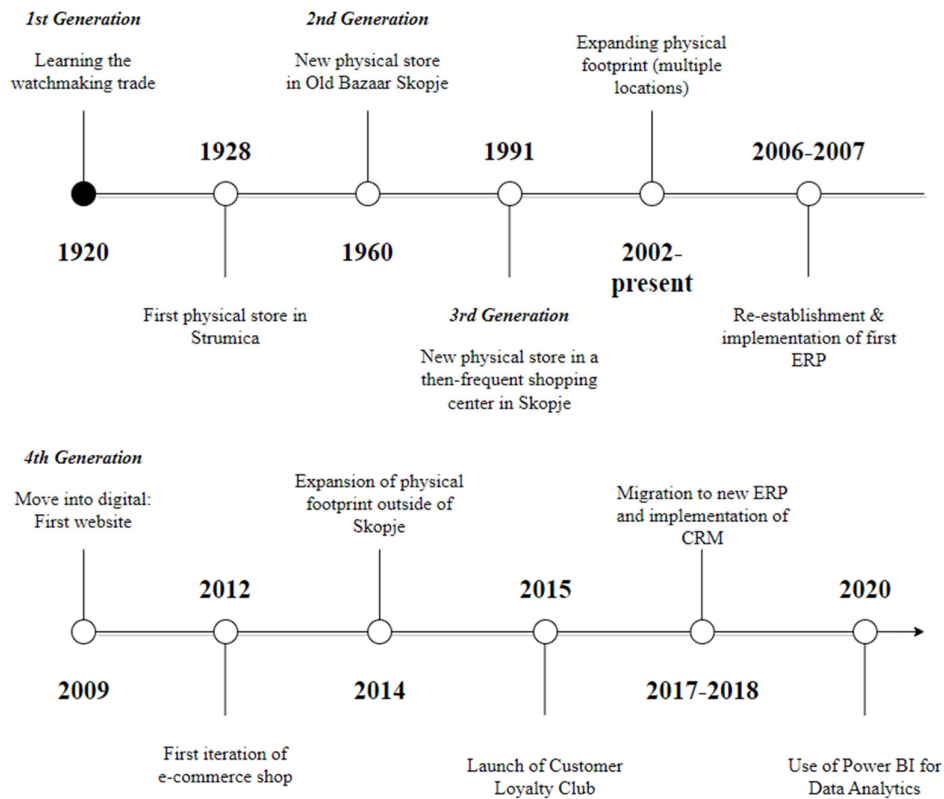 1st Generation
Learning the
watchmaking trade
1920
1928
First physical store in
Strumica
2nd Generation
New physical store
in Old Bazaar Skopje
1960
1991
3rd Generation
New physical store in a
then-frequent shopping
center in Skopje
Expanding physical
footprint (multiple
locations)
2002-
present
2006-2007
Re-establishment &
implementation of first
ERP
4th Generation
Move into digital:
First website
2009
2012
First iteration of
e-commerce shop
Expansion of physical
footprint outside of
Skopje
2014
2015
Launch of Customer
Loyalty Club
Migration to new ERP
and implementation of
CRM
2017-2018
2020
Use of Power BI for
Data Analytics